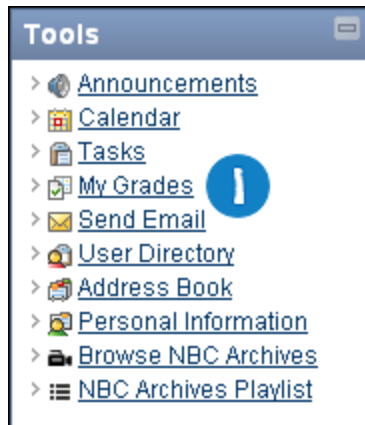 Tools
Announcements
Calendar
Tasks
My Grades 1
Send Email
User Directory
Address Book
Personal Information
Browse NBC Archives
NBC Archives Playlist